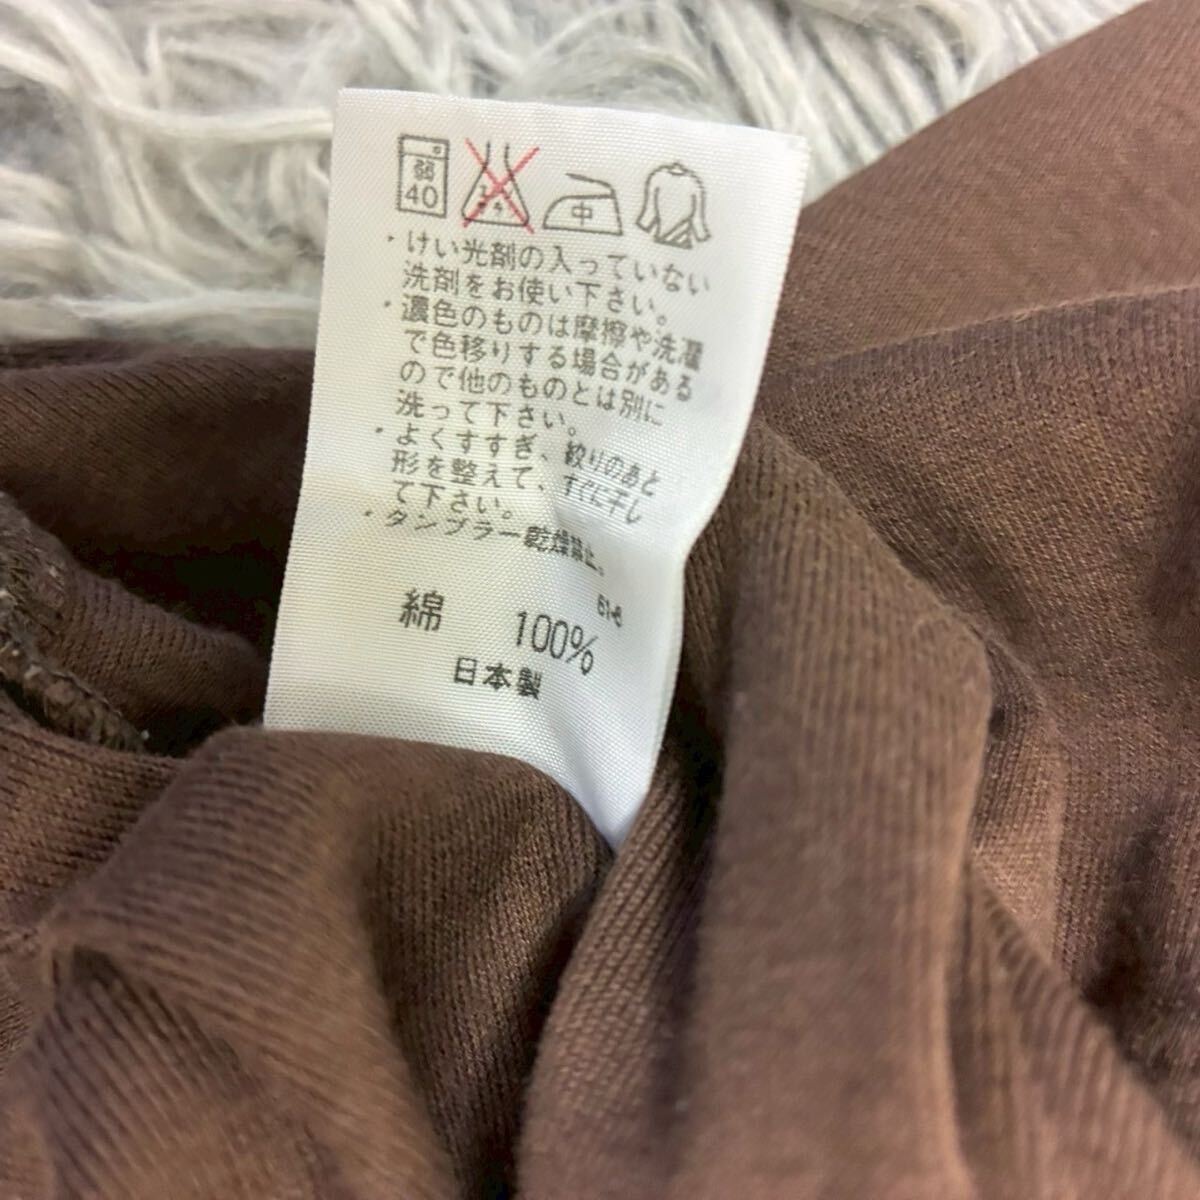 弱
40
中
・けい光剤の入っていない
洗剤をお使い下さい。
・濃色のものは摩擦や洗濯
で色移りする場合がある
ので他のものとは別に
洗って下さい。
・よくすすぎ、絞りのあと
形を整えて、すぐに干し
て下さい。
・タンブラー乾燥禁止。
61-6
綿 100%
日本製